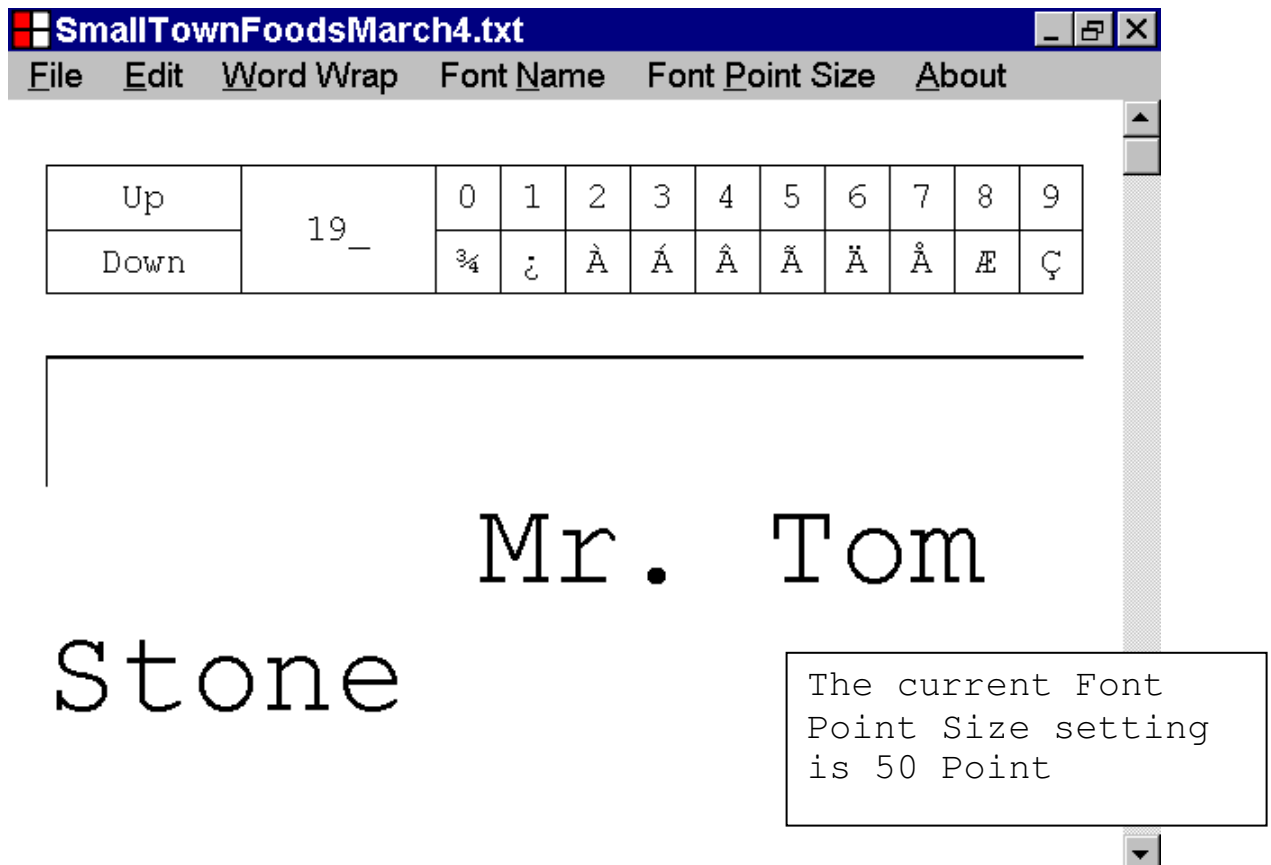 SmallTownFoodsMarch4.txt
File Edit Word Wrap Font Name Font Point Size About
Up 19_ 0 1 2 3 4 5 6 7 8 9
Down ¾ ¿ À Á Â Ã Ä Å Æ Ç
Mr. Tom
Stone
The current Font
Point Size setting
is 50 Point